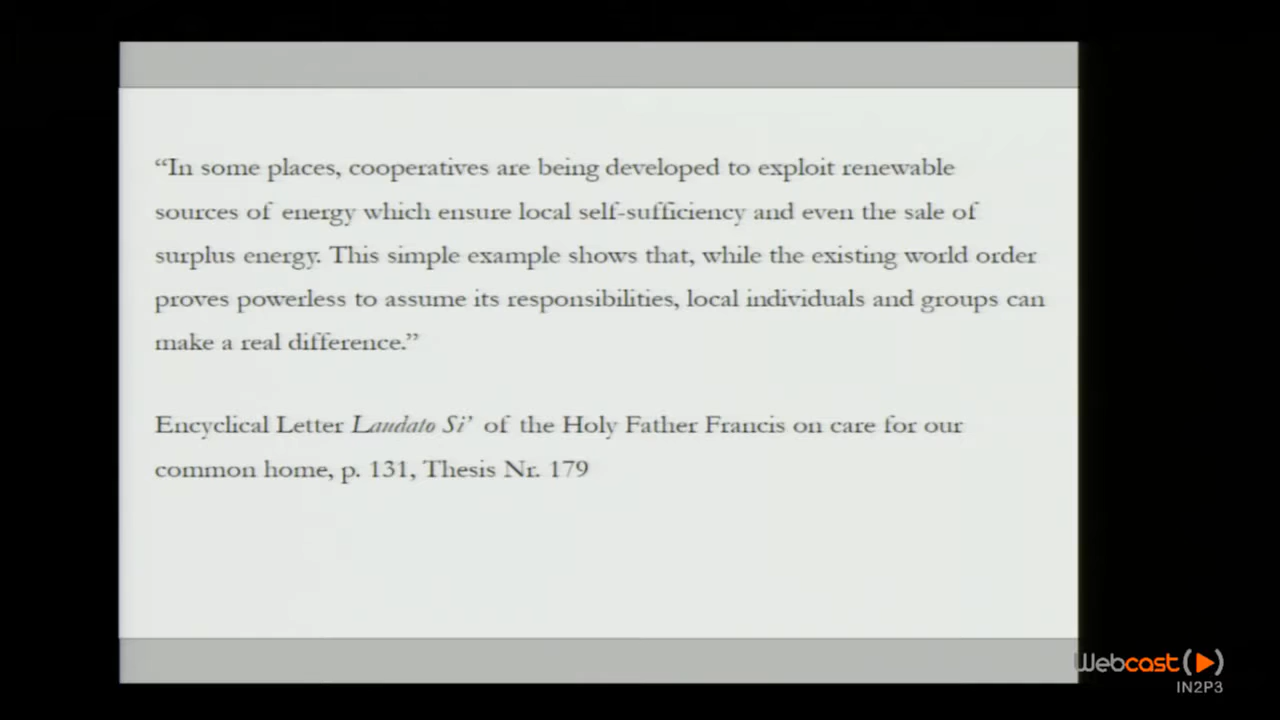 “In some places, cooperatives are being developed to exploit renewable
sources of energy which ensure local self-sufficiency and even the sale of
surplus energy. This simple example shows that, while the existing world order
proves powerless to assume its responsibilities, local individuals and groups can
make a real difference.”
Encyclical Letter Laudato Si’ of the Holy Father Francis on care for our
common home, p. 131, Thesis Nr. 179
Webcast
IN2P3